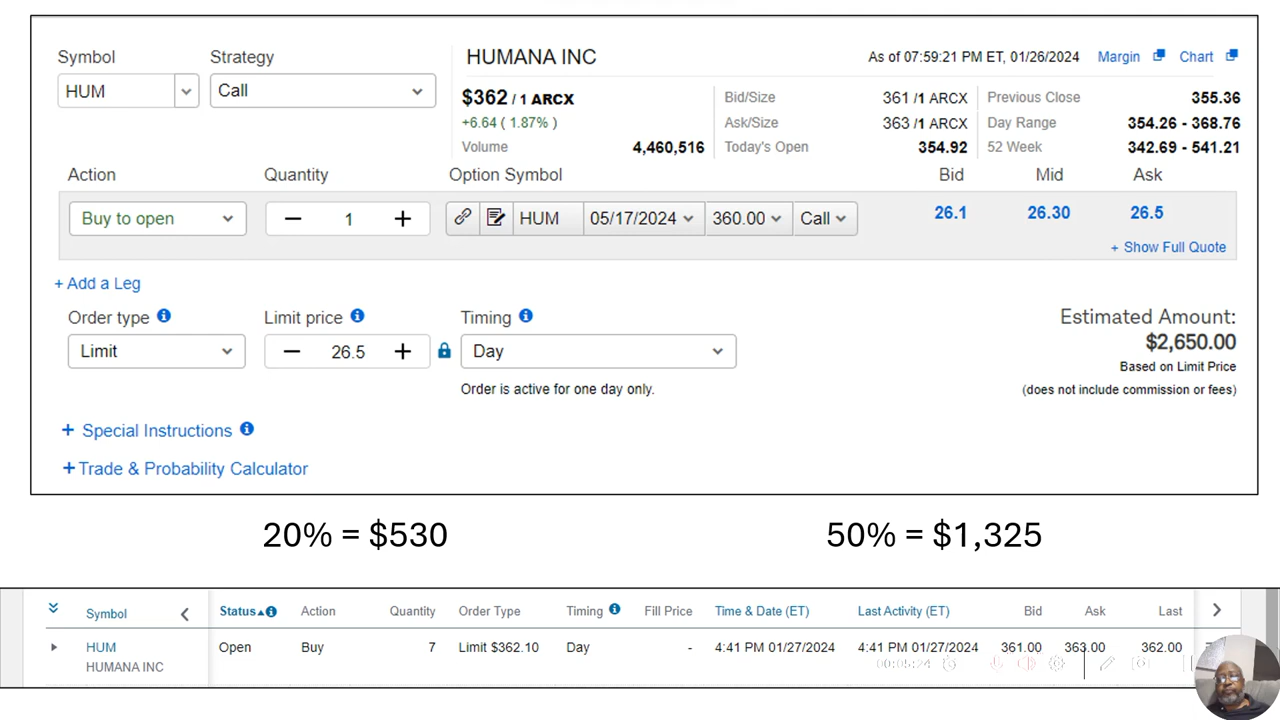 Symbol Strategy
HUM Call
HUMANA INC As of 07:59:21 PM ET, 01/26/2024 Margin Chart
$362 / 1 ARCX Bid/Size 361 /1 ARCX Previous Close 355.36
+6.64 ( 1.87% ) Ask/Size 363 /1 ARCX Day Range 354.26 - 368.76
Volume 4,460,516 Today's Open 354.92 52 Week 342.69 - 541.21
Action Quantity Option Symbol Bid Mid Ask
Buy to open 1 HUM 05/17/2024 360.00 Call 26.1 26.30 26.5
+ Show Full Quote
+ Add a Leg
Order type Limit price Timing Estimated Amount:
Limit 26.5 Day $2,650.00
Based on Limit Price
Order is active for one day only. (does not include commission or fees)
+ Special Instructions
+ Trade & Probability Calculator
20% = $530 50% = $1,325
Symbol Status Action Quantity Order Type Timing Fill Price Time & Date (ET) Last Activity (ET) Bid Ask Last
HUM Open Buy 7 Limit $362.10 Day - 4:41 PM 01/27/2024 4:41 PM 01/27/2024 361.00 363.00 362.00
HUMANA INC 00:05:24